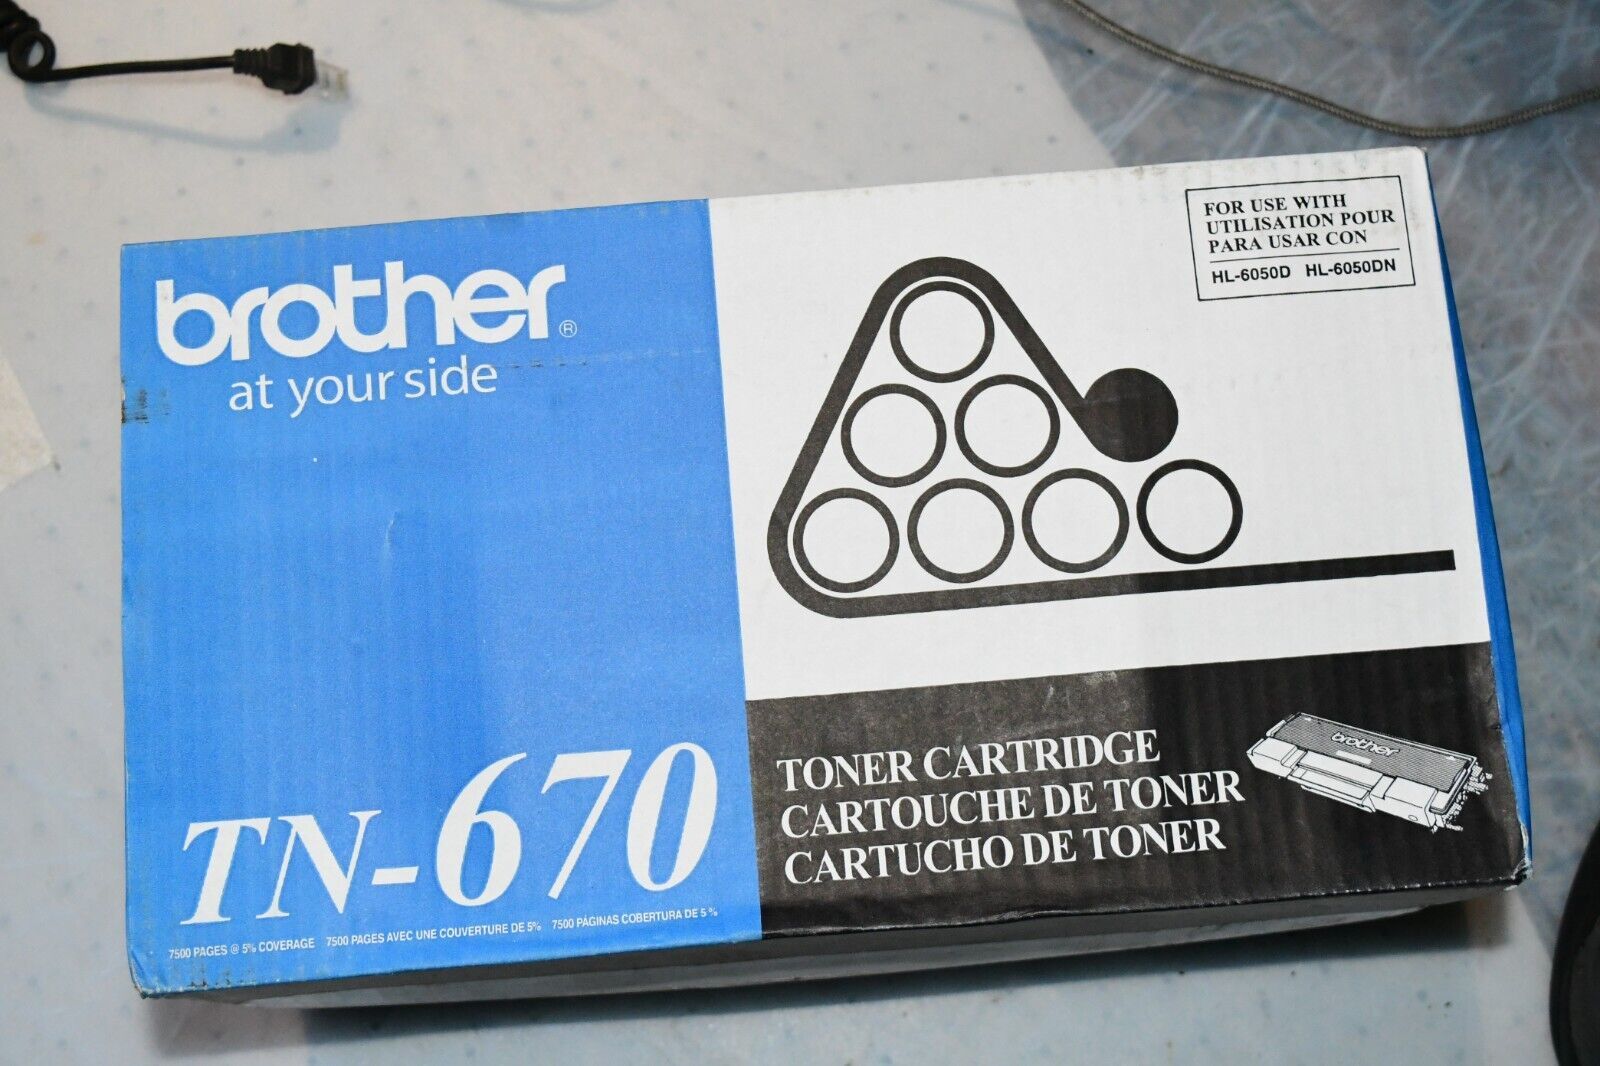 brother®
at your side
TN-670
7500 PAGES @ 5% COVERAGE 7500 PAGES AVEC UNE COUVERTURE DE 5% 7500 PAGINAS COBERTURA DE 5 %
FOR USE WITH
UTILISATION POUR
PARA USAR CON
HL-6050D HL-6050DN
TONER CARTRIDGE
CARTOUCHE DE TONER
CARTUCHO DE TONER
brother